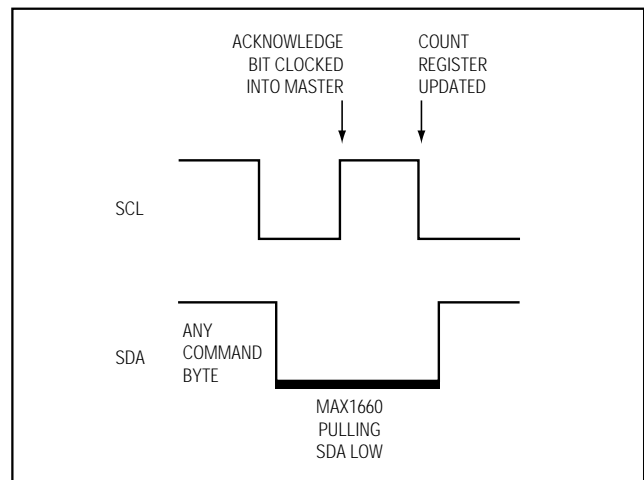 ACKNOWLEDGE
BIT CLOCKED
INTO MASTER
COUNT
REGISTER
UPDATED
SCL
SDA
ANY
COMMAND
BYTE
MAX1660
PULLING
SDA LOW